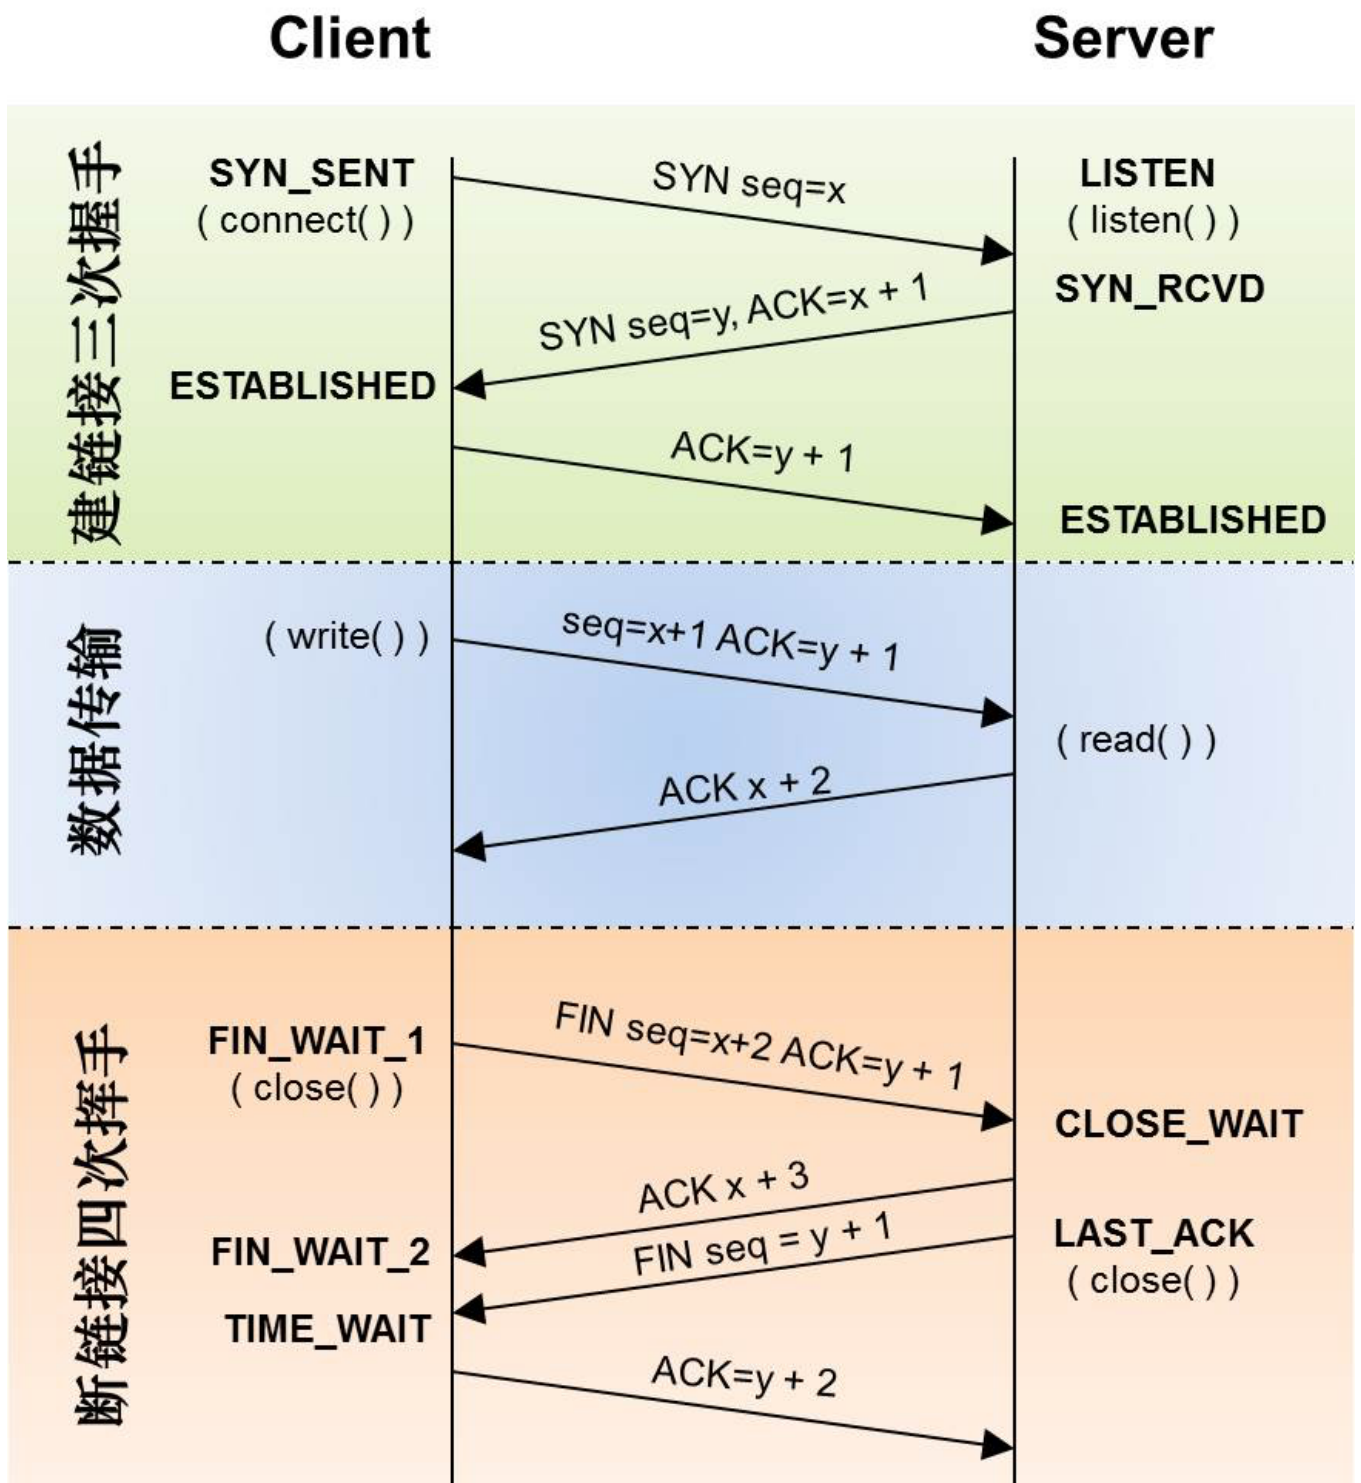 Client
Server
建链接三次握手
SYN_SENT
( connect( ) )
SYN seq=x
LISTEN
( listen( ) )
SYN_RCVD
SYN seq=y, ACK=x + 1
ESTABLISHED
ACK=y + 1
ESTABLISHED
数据传输
( write( ) )
seq=x+1 ACK=y + 1
( read( ) )
ACK x + 2
断链接四次挥手
FIN_WAIT_1
( close( ) )
FIN seq=x+2 ACK=y + 1
CLOSE_WAIT
ACK x + 3
FIN_WAIT_2
FIN seq = y + 1
LAST_ACK
( close( ) )
TIME_WAIT
ACK=y + 2